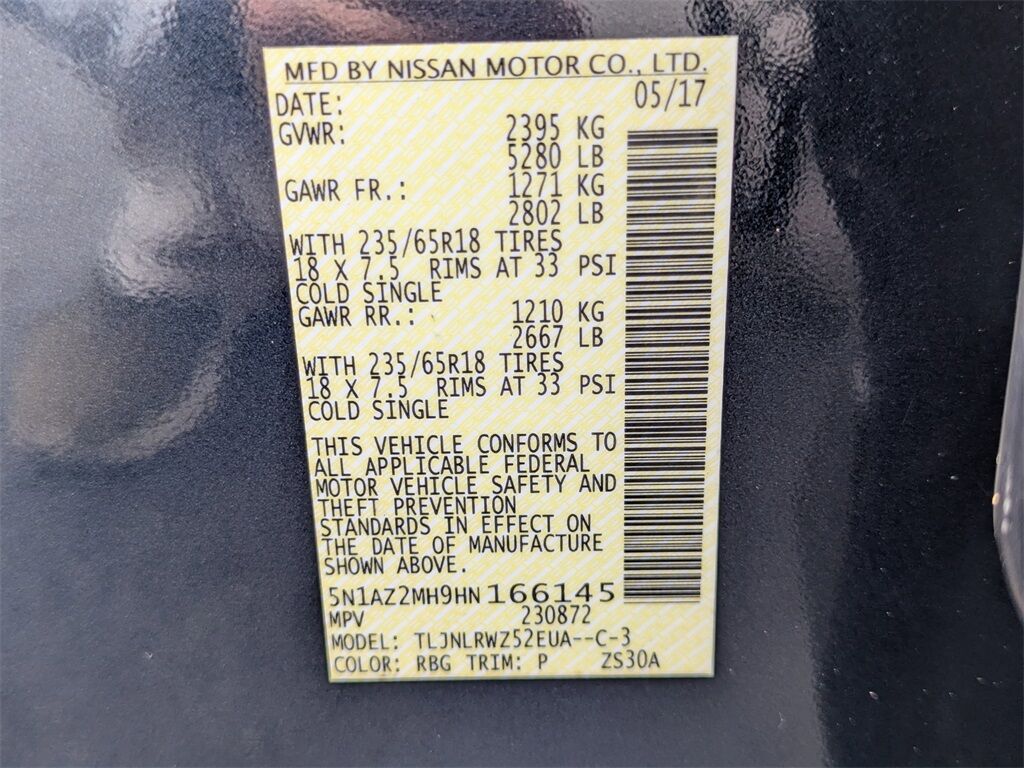 MFD BY NISSAN MOTOR CO., LTD.
DATE: 05/17
GVWR: 2395 KG
5280 LB
GAWR FR.: 1271 KG
2802 LB
WITH 235/65R18 TIRES
18 X 7.5 RIMS AT 33 PSI
COLD SINGLE
GAWR RR.: 1210 KG
2667 LB
WITH 235/65R18 TIRES
18 X 7.5 RIMS AT 33 PSI
COLD SINGLE
THIS VEHICLE CONFORMS TO
ALL APPLICABLE FEDERAL
MOTOR VEHICLE SAFETY AND
THEFT PREVENTION
STANDARDS IN EFFECT ON
THE DATE OF MANUFACTURE
SHOWN ABOVE.
5N1AZ2MH9HN 166145
MPV 230872
MODEL: TLJNLRWZ52EUA--C-3
COLOR: RBG TRIM: P ZS30A